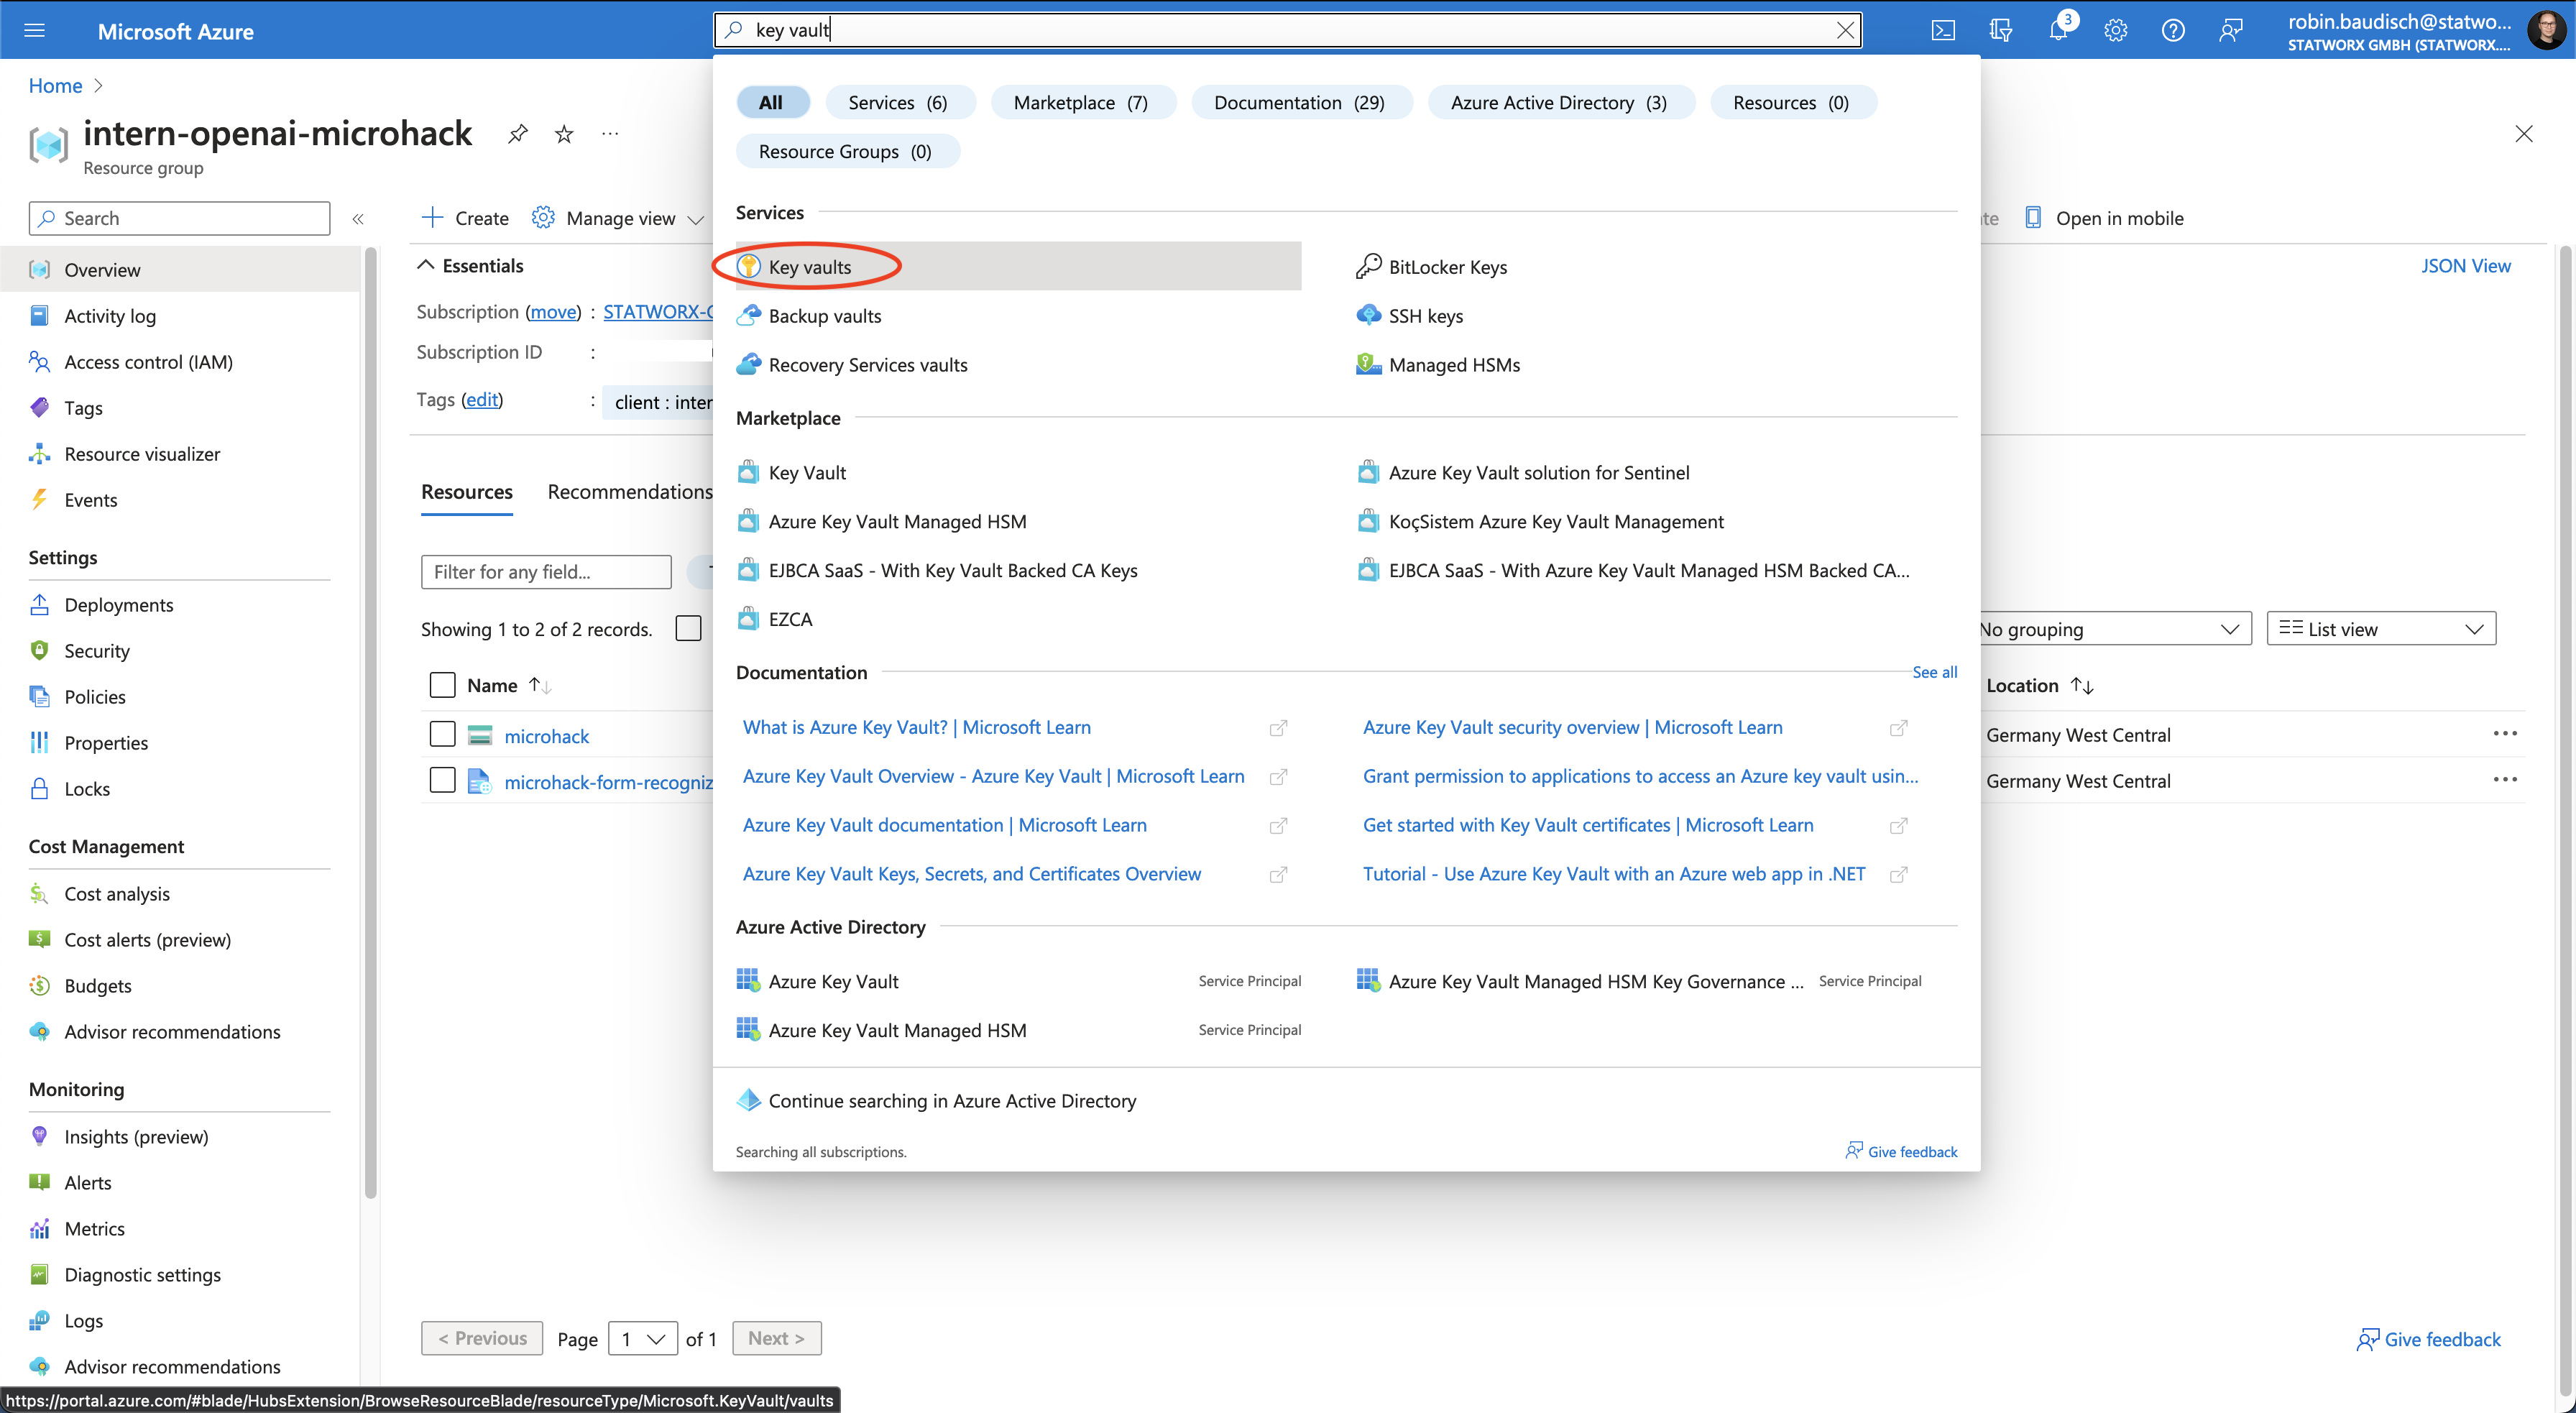 Microsoft Azure
key vault
3
robin.baudisch@statwo...
STATWORX GMBH (STATWORX....
Home
intern-openai-microhack
Resource group
Search
Create
Manage view
Open in mobile
Overview
Activity log
Access control (IAM)
Tags
Resource visualizer
Events
Settings
Deployments
Security
Policies
Properties
Locks
Cost Management
Cost analysis
Cost alerts (preview)
Budgets
Advisor recommendations
Monitoring
Insights (preview)
Alerts
Metrics
Diagnostic settings
Logs
Advisor recommendations
Essentials
JSON View
Subscription (move) : STATWORX-
Subscription ID :
Tags (edit) : client : inter
Resources Recommendations
Filter for any field...
Showing 1 to 2 of 2 records.
No grouping
List view
Name ↑↓
Location ↑↓
microhack
Germany West Central
microhack-form-recogniz
Germany West Central
All Services (6) Marketplace (7) Documentation (29) Azure Active Directory (3) Resources (0)
Resource Groups (0)
Services
Key vaults
BitLocker Keys
Backup vaults
SSH keys
Recovery Services vaults
Managed HSMs
Marketplace
Key Vault
Azure Key Vault solution for Sentinel
Azure Key Vault Managed HSM
KoçSistem Azure Key Vault Management
EJBCA SaaS - With Key Vault Backed CA Keys
EJBCA SaaS - With Azure Key Vault Managed HSM Backed CA...
EZCA
Documentation
See all
What is Azure Key Vault? | Microsoft Learn
Azure Key Vault security overview | Microsoft Learn
Azure Key Vault Overview - Azure Key Vault | Microsoft Learn
Grant permission to applications to access an Azure key vault usin...
Azure Key Vault documentation | Microsoft Learn
Get started with Key Vault certificates | Microsoft Learn
Azure Key Vault Keys, Secrets, and Certificates Overview
Tutorial - Use Azure Key Vault with an Azure web app in .NET
Azure Active Directory
Azure Key Vault Service Principal
Azure Key Vault Managed HSM Key Governance ... Service Principal
Azure Key Vault Managed HSM Service Principal
Continue searching in Azure Active Directory
Searching all subscriptions.
Give feedback
< Previous Page 1 of 1 Next >
Give feedback
https://portal.azure.com/#blade/HubsExtension/BrowseResourceBlade/resourceType/Microsoft.KeyVault/vaults